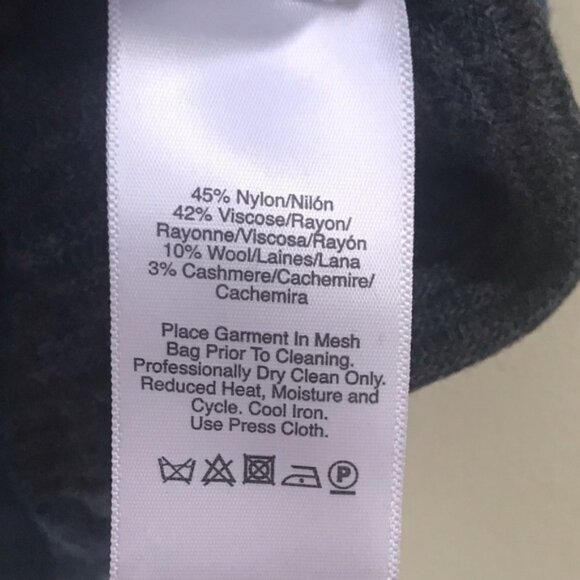 45% Nylon/Nilón
42% Viscose/Rayon/
Rayonne/Viscosa/Rayón
10% Wool/Laines/Lana
3% Cashmere/Cachemire/
Cachemira
Place Garment In Mesh
Bag Prior To Cleaning.
Professionally Dry Clean Only.
Reduced Heat, Moisture and
Cycle. Cool Iron.
Use Press Cloth.
P